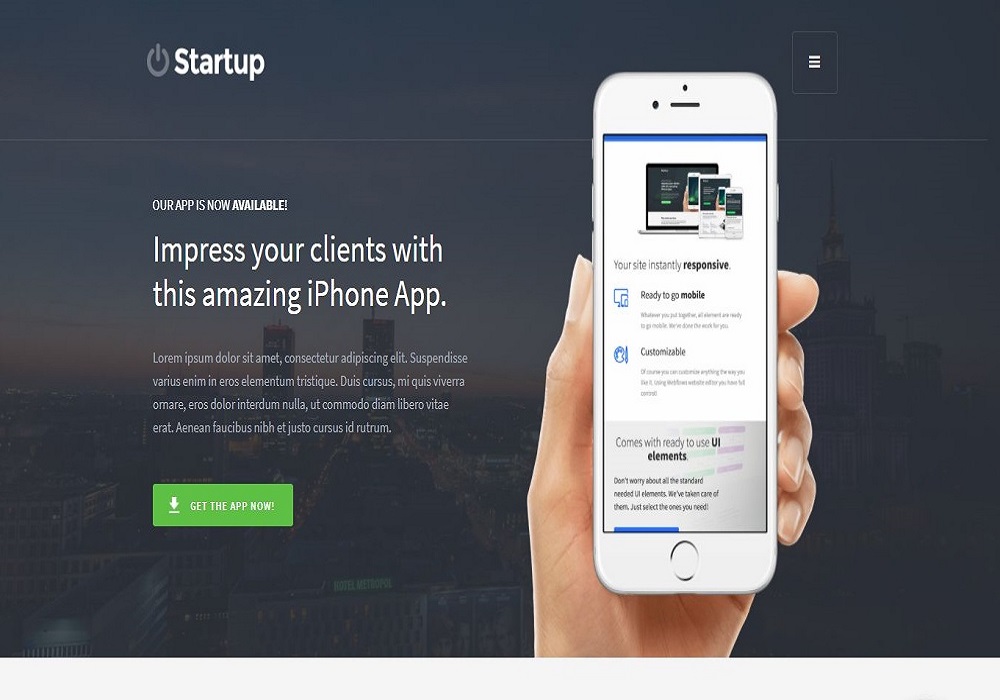 Startup
OUR APP IS NOW AVAILABLE!
Impress your clients with
this amazing iPhone App.
Lorem ipsum dolor sit amet, consectetur adipiscing elit. Suspendisse
varius enim in eros elementum tristique. Duis cursus, mi quis viverra
ornare, eros dolor interdum nulla, ut commodo diam libero vitae
erat. Aenean faucibus nibh et justo cursus id rutrum.
GET THE APP NOW!
HOTEL METROPOL
Your site instantly responsive.
Ready to go mobile
Whatever you put together, all element are ready
to go mobile. We've done the work for you.
Customizable
Of course you can customize anything the way you
like it. Using Webflows website editor you have full
control!
Comes with ready to use UI
elements.
Don't worry about all the standard
needed UI elements. We've taken care of
them. Just select the ones you need!